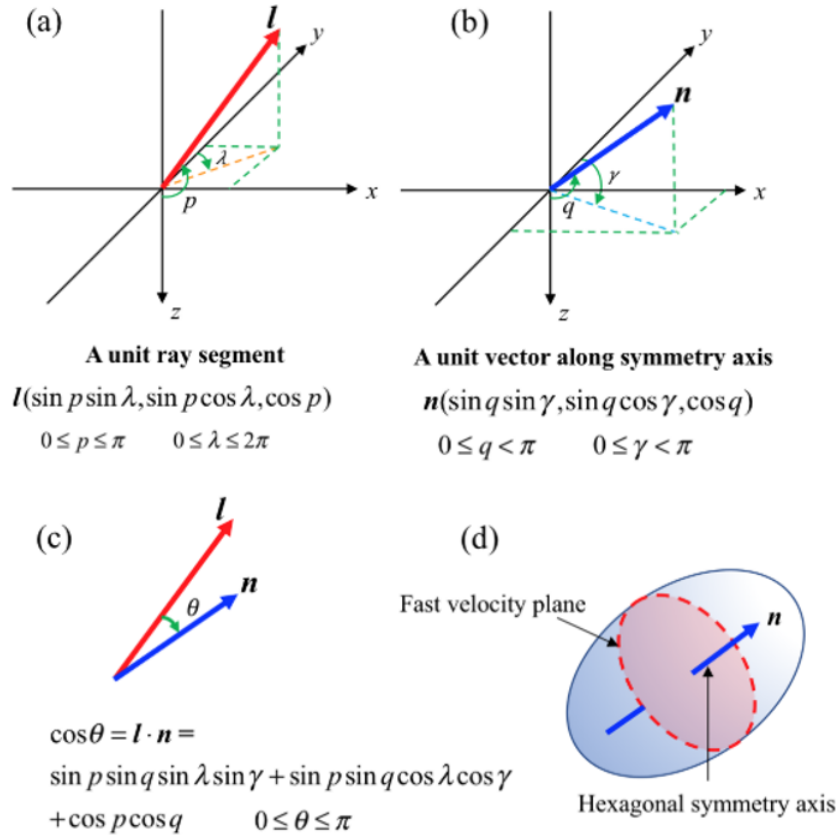 (a)
l
y
λ
p
x
z
A unit ray segment
l(sin p sin λ, sin p cos λ, cos p)
0 ≤ p ≤ π 0 ≤ λ ≤ 2π
(b)
y
n
γ
q
x
z
A unit vector along symmetry axis
n(sin q sin γ, sin q cos γ, cos q)
0 ≤ q < π 0 ≤ γ < π
(c)
l
n
θ
cosθ = l · n =
sin p sin q sin λ sin γ + sin p sin q cos λ cos γ
+cos p cos q 0 ≤ θ ≤ π
(d)
Fast velocity plane
n
Hexagonal symmetry axis